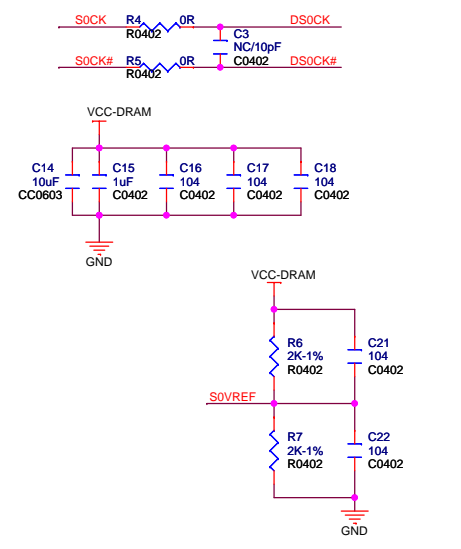 S0CK R4 0R DS0CK
R0402
C3
NC/10pF
C0402
S0CK# R5 0R DS0CK#
R0402
VCC-DRAM
C14 C15 C16 C17 C18
10uF 1uF 104 104 104
CC0603 C0402 C0402 C0402 C0402
GND
VCC-DRAM
R6 C21
2K-1% 104
R0402 C0402
S0VREF
R7 C22
2K-1% 104
R0402 C0402
GND